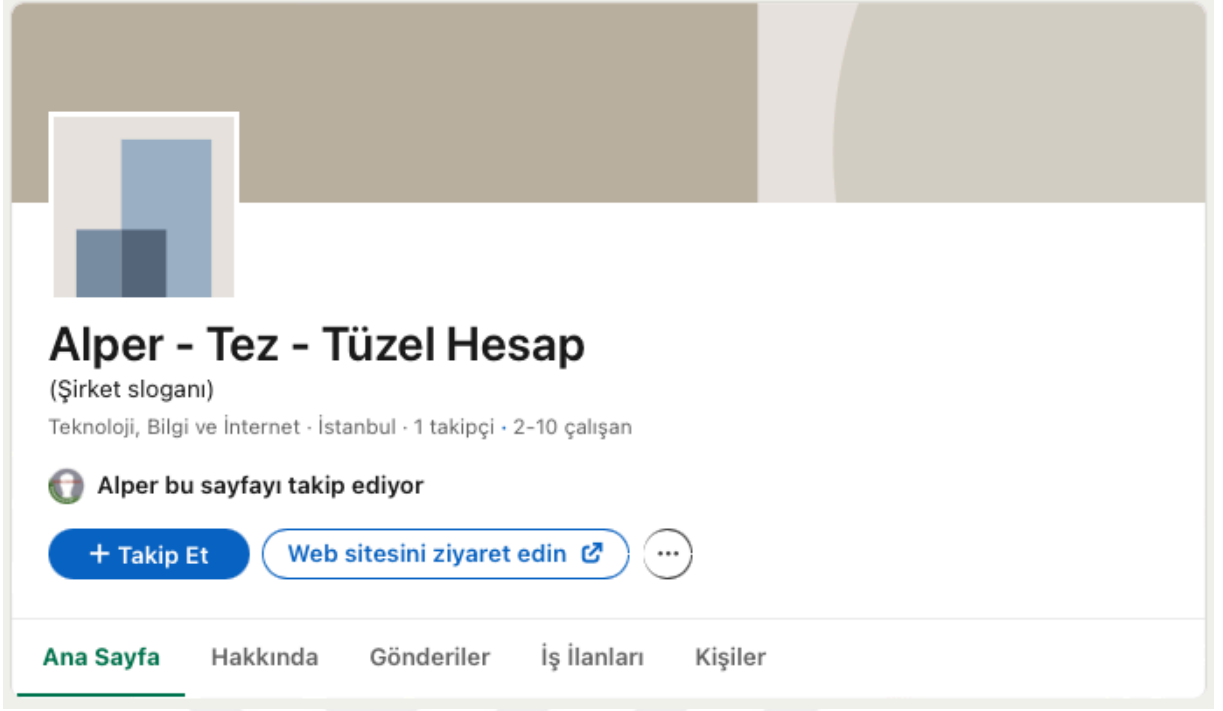 Alper - Tez - Tüzel Hesap
(Şirket sloganı)
Teknoloji, Bilgi ve İnternet · İstanbul · 1 takipçi · 2-10 çalışan
Alper bu sayfayı takip ediyor
+ Takip Et Web sitesini ziyaret edin ···
Ana Sayfa Hakkında Gönderiler İş İlanları Kişiler